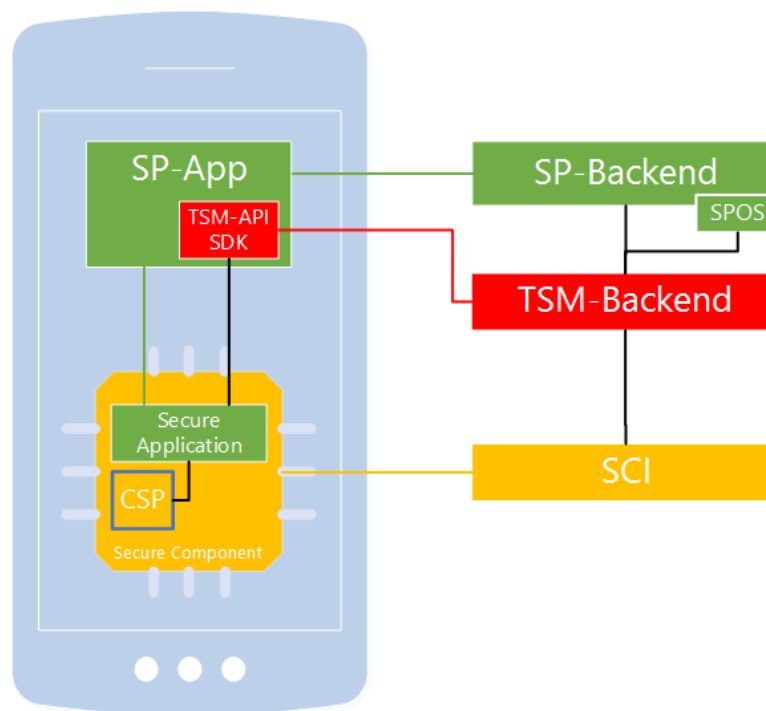 SP-App
TSM-API
SDK
SP-Backend
SPOS
TSM-Backend
Secure
Application
CSP
SCI
Secure Component